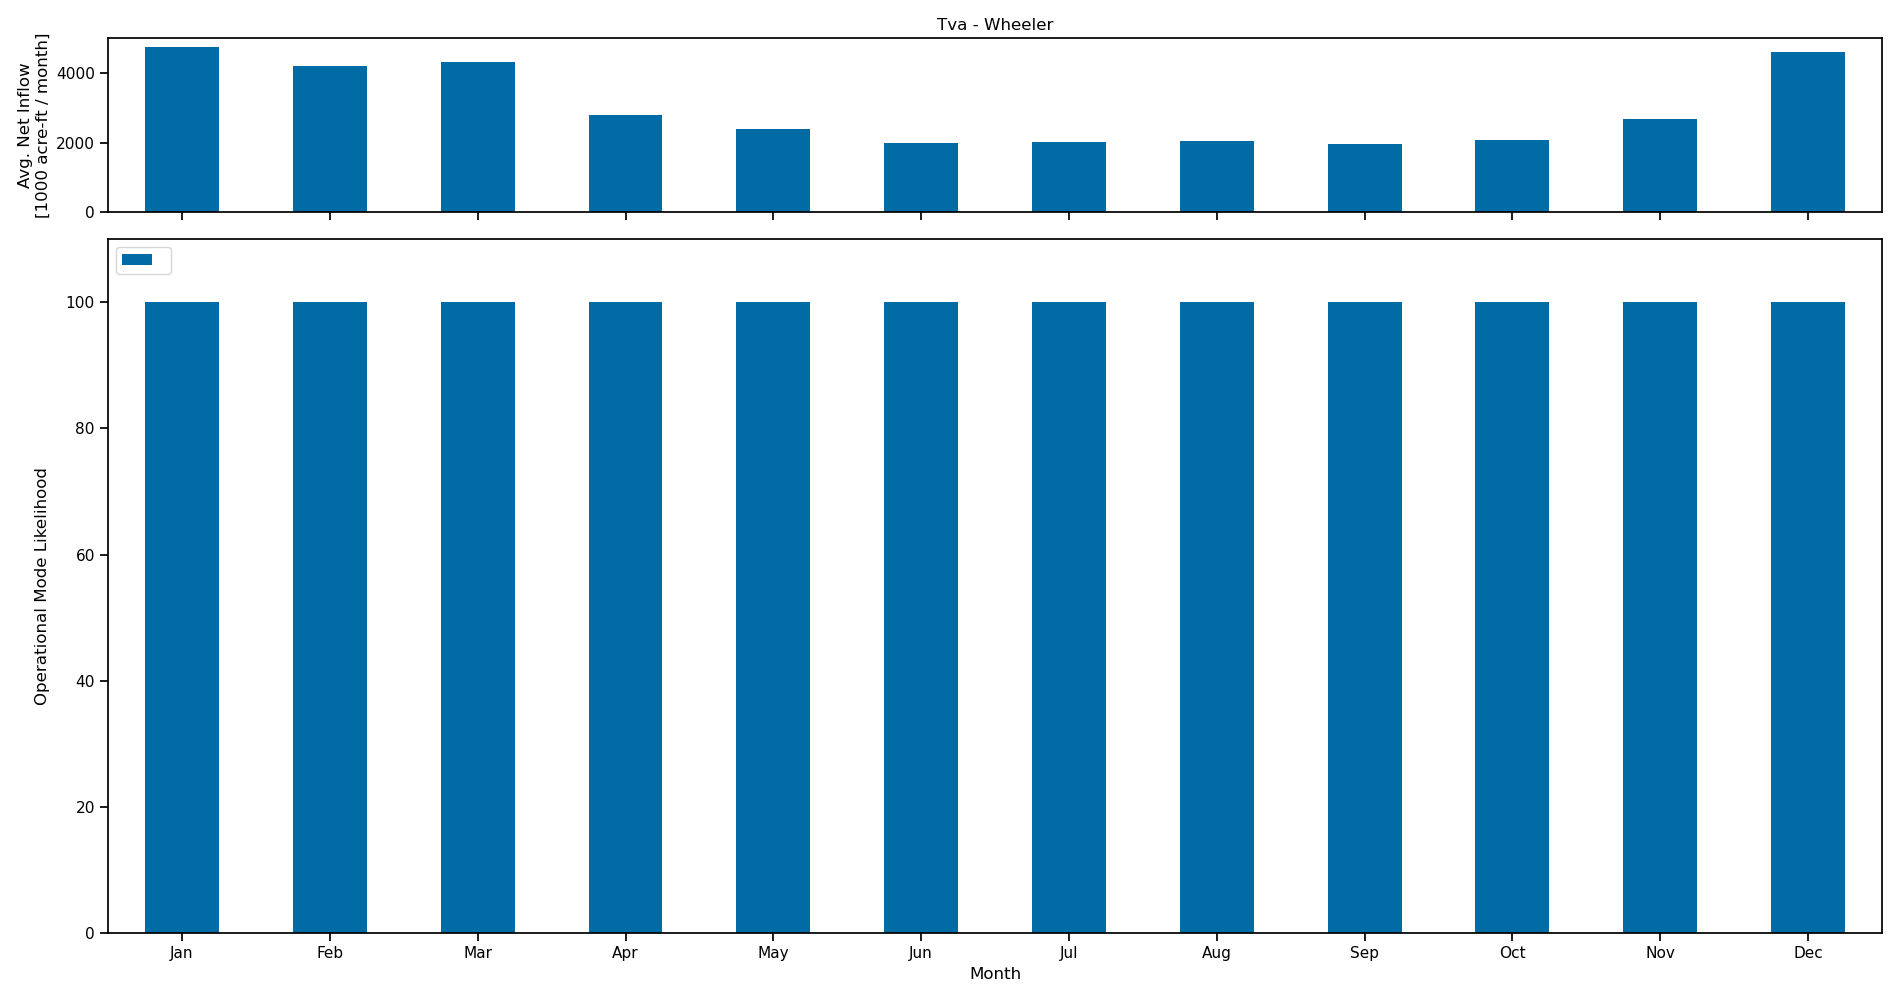 Tva - Wheeler
Avg. Net Inflow
[1000 acre-ft / month]
4000
2000
0
Operational Mode Likelihood
100
80
60
40
20
0
Jan Feb Mar Apr May Jun Jul Aug Sep Oct Nov Dec
Month